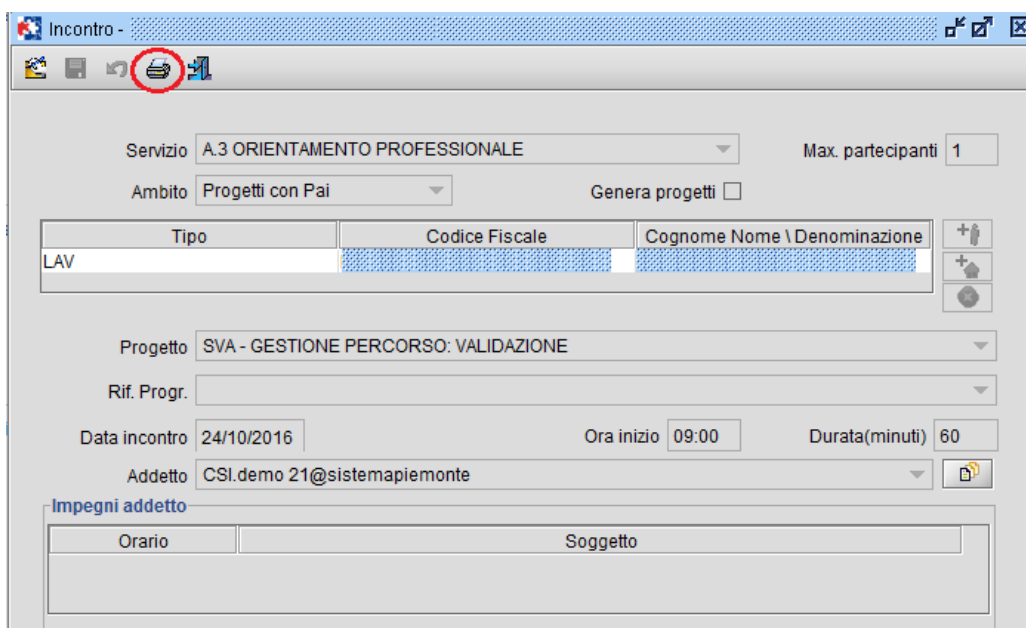 Incontro -
Servizio A.3 ORIENTAMENTO PROFESSIONALE Max. partecipanti 1
Ambito Progetti con Pai Genera progetti
Tipo Codice Fiscale Cognome Nome \ Denominazione
LAV
Progetto SVA - GESTIONE PERCORSO: VALIDAZIONE
Rif. Progr.
Data incontro 24/10/2016 Ora inizio 09:00 Durata(minuti) 60
Addetto CSI.demo 21@sistemapiemonte
Impegni addetto
Orario Soggetto